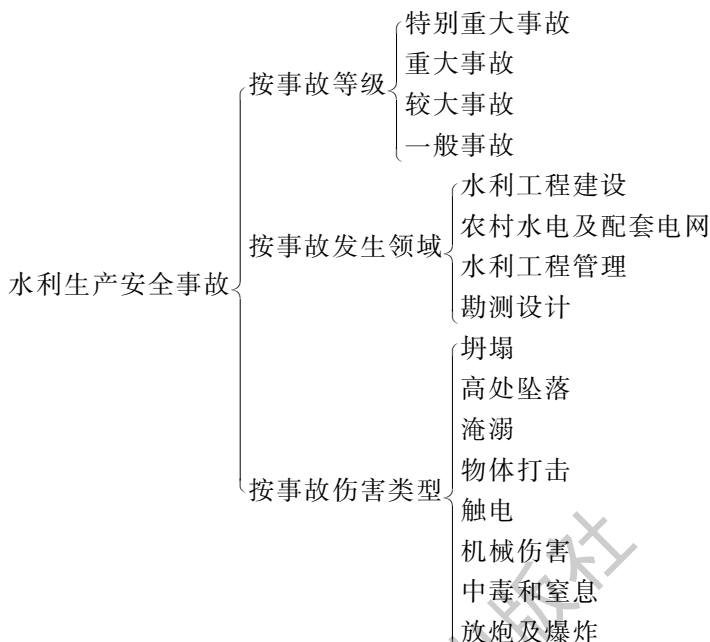 水利生产安全事故
按事故等级
特别重大事故
重大事故
较大事故
一般事故
按事故发生领域
水利工程建设
农村水电及配套电网
水利工程管理
勘测设计
按事故伤害类型
坍塌
高处坠落
淹溺
物体打击
触电
机械伤害
中毒和窒息
放炮及爆炸
版社